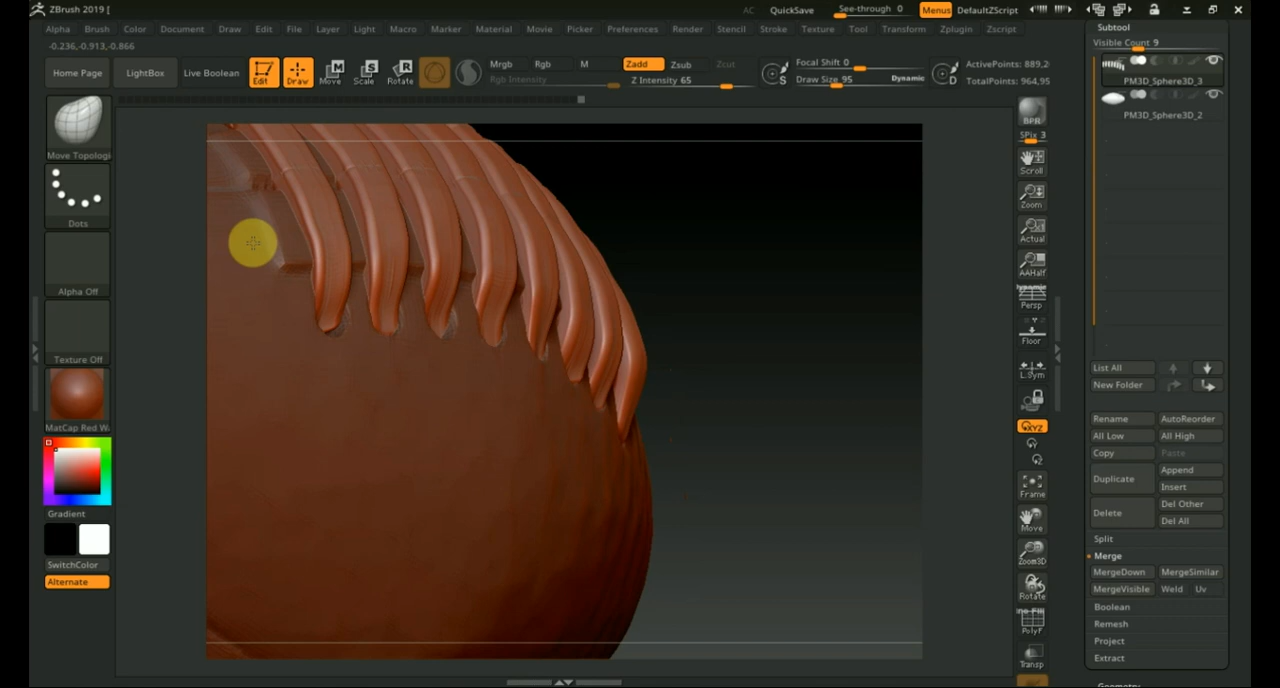 ZBrush 2019 [
AC QuickSave See-through 0 Menus DefaultZScript
Alpha Brush Color Document Draw Edit File Layer Light Macro Marker Material Movie Picker Preferences Render Stencil Stroke Texture Tool Transform Zplugin Zscript
-0.236,-0.913,-0.866
Home Page LightBox Live Boolean Edit Draw Move Scale Rotate
Mrgb Rgb M Zadd Zsub Zcut
Rgb Intensity Z Intensity 65
S Focal Shift 0
Draw Size 95 Dynamic D
ActivePoints: 889,2
TotalPoints: 964,95
Move Topologi
Dots
Alpha Off
Texture Off
MatCap Red Wa
Gradient
SwitchColor
Alternate
BPR
SPix 3
Scroll
Zoom
Actual
AAHalf
Dynamic
Persp
Floor
L.Sym
XYZ
Frame
Move
Zoom3D
Rotate
Line Fill
PolyF
Transp
Subtool
Visible Count 9
PM3D_Sphere3D_3
PM3D_Sphere3D_2
List All
New Folder
Rename AutoReorder
All Low All High
Copy Paste
Duplicate Append
Insert
Delete Del Other
Del All
Split
Merge
MergeDown MergeSimilar
MergeVisible Weld Uv
Boolean
Remesh
Project
Extract
Geometry